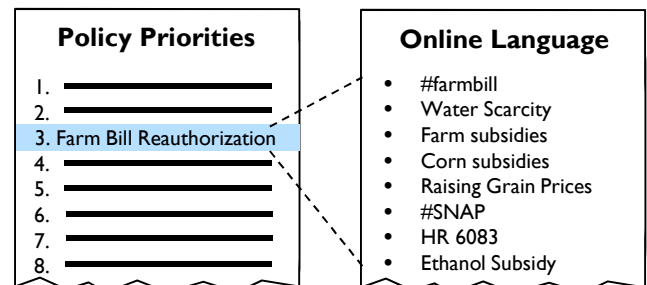 Policy Priorities
1.
2.
3. Farm Bill Reauthorization
4.
5.
6.
7.
8.
Online Language
• #farmbill
• Water Scarcity
• Farm subsidies
• Corn subsidies
• Raising Grain Prices
• #SNAP
• HR 6083
• Ethanol Subsidy